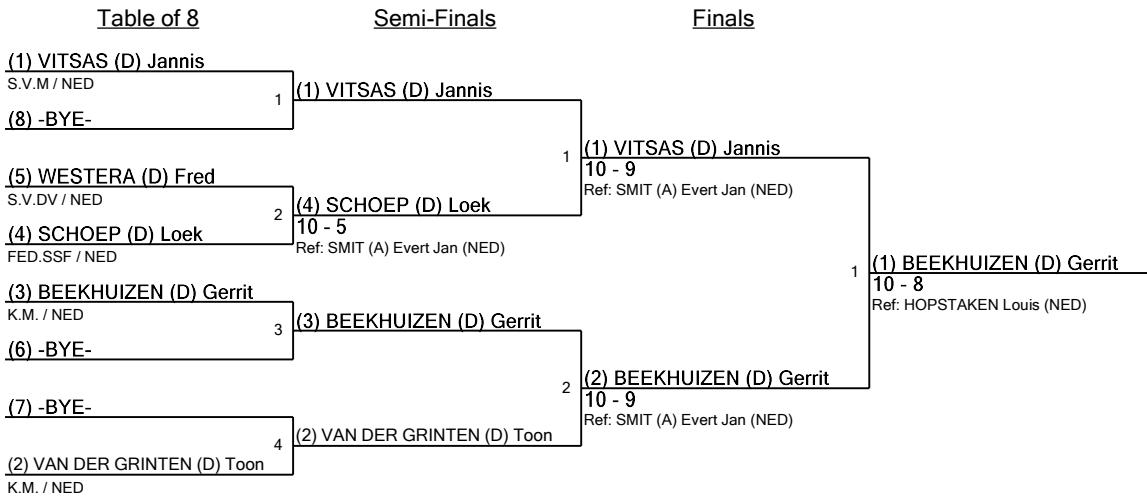 Table of 8
Semi-Finals
Finals
(1) VITSAS (D) Jannis
S.V.M / NED
(8) -BYE-
1
(5) WESTERA (D) Fred
S.V.DV / NED
(4) SCHOEP (D) Loek
FED.SSF / NED
2
(3) BEEKHUIZEN (D) Gerrit
K.M. / NED
(6) -BYE-
3
(7) -BYE-
(2) VAN DER GRINTEN (D) Toon
K.M. / NED
4
(1) VITSAS (D) Jannis
(4) SCHOEP (D) Loek
10 - 5
Ref: SMIT (A) Evert Jan (NED)
1
(3) BEEKHUIZEN (D) Gerrit
(2) VAN DER GRINTEN (D) Toon
2
(1) VITSAS (D) Jannis
10 - 9
Ref: SMIT (A) Evert Jan (NED)
(2) BEEKHUIZEN (D) Gerrit
10 - 9
Ref: SMIT (A) Evert Jan (NED)
1
(1) BEEKHUIZEN (D) Gerrit
10 - 8
Ref: HOPSTAKEN Louis (NED)